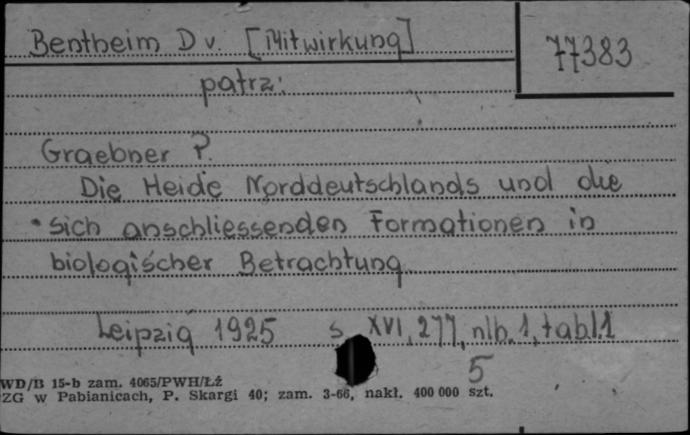 Bentheim D v. [Mitwirkung]
77383
patrz:
Graebner P.
Die Heide Norddeutschlands und die
sich anschliessenden Formationen in
biologischer Betrachtung
Leipzig 1925 s. XVI, 277, nlb. 1, tabl. 1
5
WD/B 15-b zam. 4065/PWH/Łż
ZG w Pabianicach, P. Skargi 40; zam. 3-66, nakł. 400 000 szt.